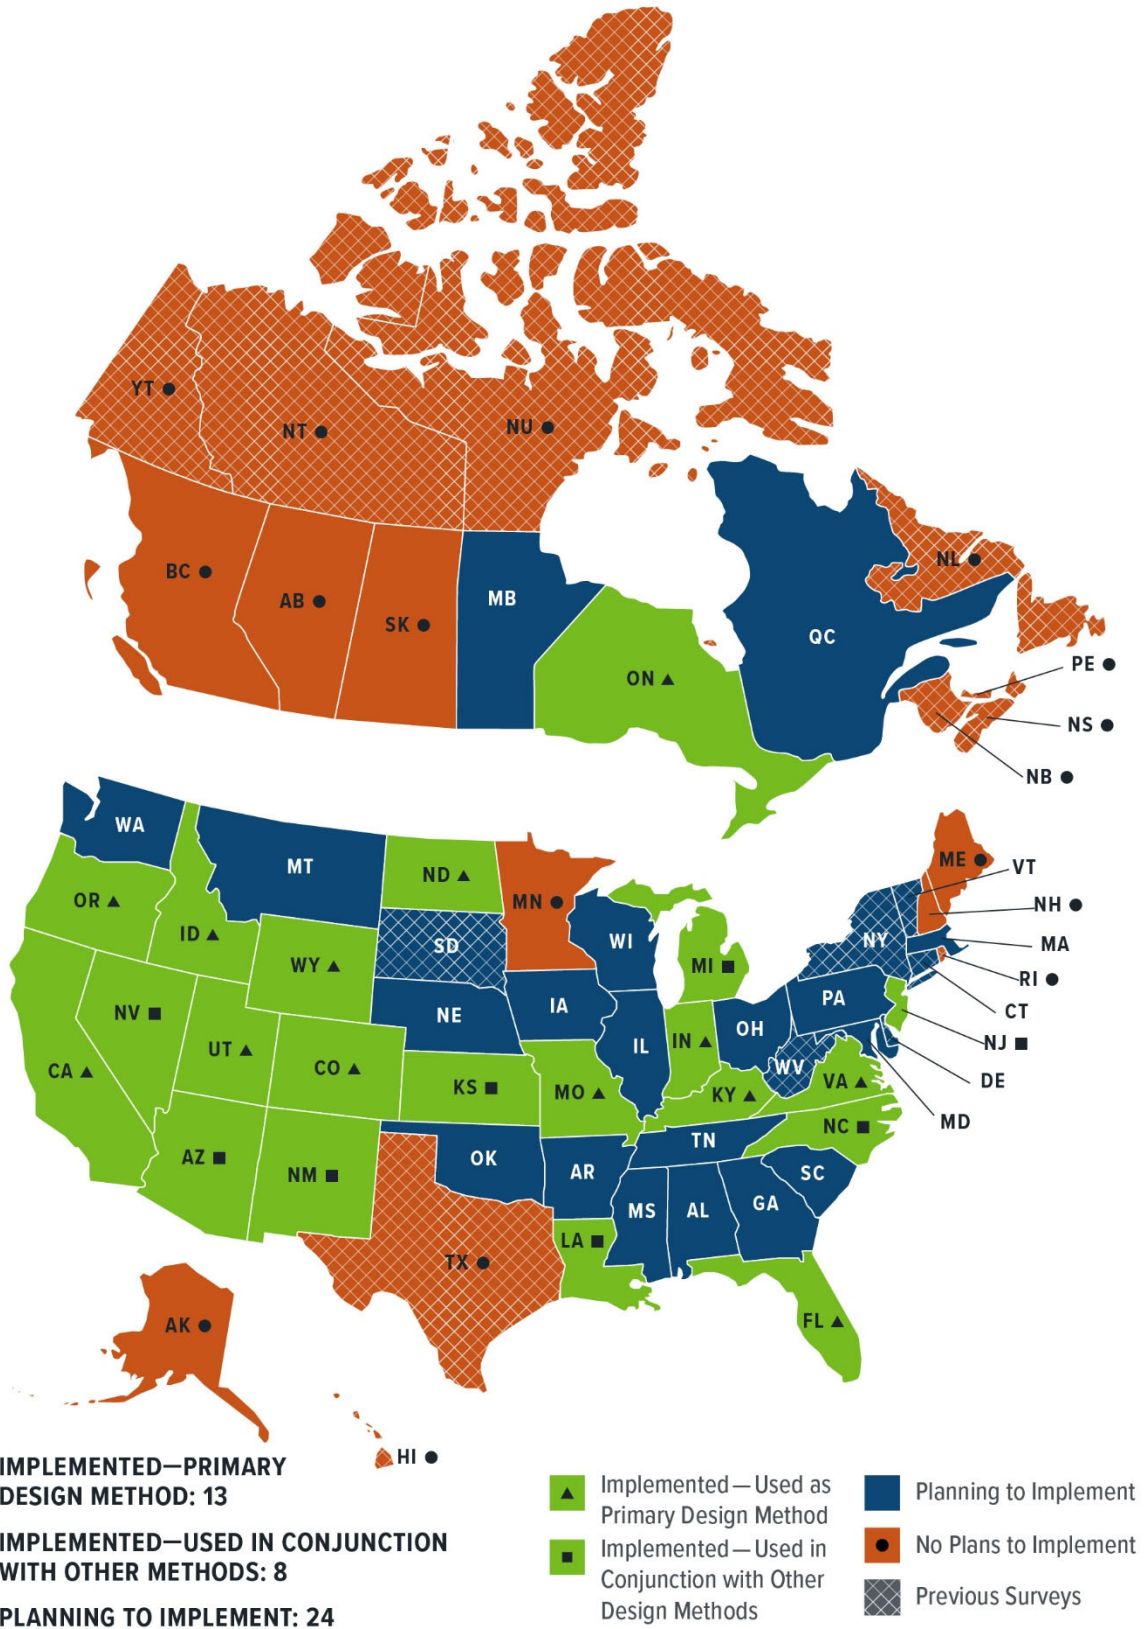 YT
NT
NU
BC
AB
SK
MB
ON
QC
NL
PE
NS
NB
WA
MT
ND
MN
ME
VT
NH
MA
RI
CT
NJ
DE
MD
OR
ID
WY
SD
WI
MI
NY
NV
UT
CO
NE
IA
IL
IN
OH
PA
WV
VA
CA
KS
MO
KY
NC
TN
AZ
NM
OK
AR
SC
MS
AL
GA
LA
TX
FL
AK
HI
IMPLEMENTED—PRIMARY
DESIGN METHOD: 13
IMPLEMENTED—USED IN CONJUNCTION
WITH OTHER METHODS: 8
PLANNING TO IMPLEMENT: 24
Implemented—Used as
Primary Design Method
Implemented—Used in
Conjunction with Other
Design Methods
Planning to Implement
No Plans to Implement
Previous Surveys